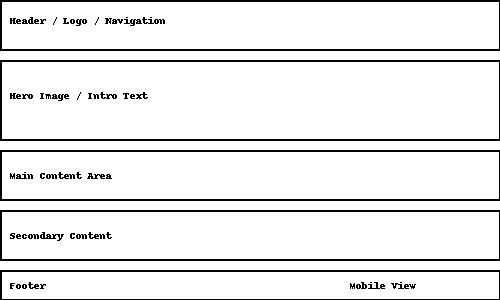 Header / Logo / Navigation
Hero Image / Intro Text
Main Content Area
Secondary Content
Footer
Mobile View